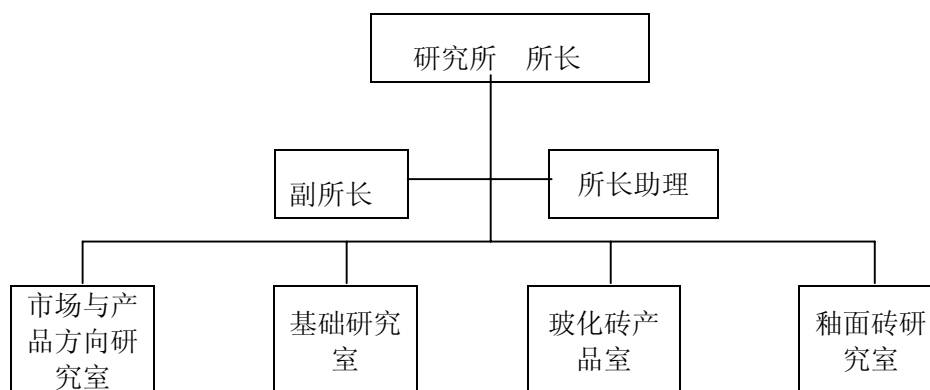 研究所 所长
副所长
所长助理
市场与产
品方向研
究室
基础研究
室
玻化砖产
品室
釉面砖研
究室